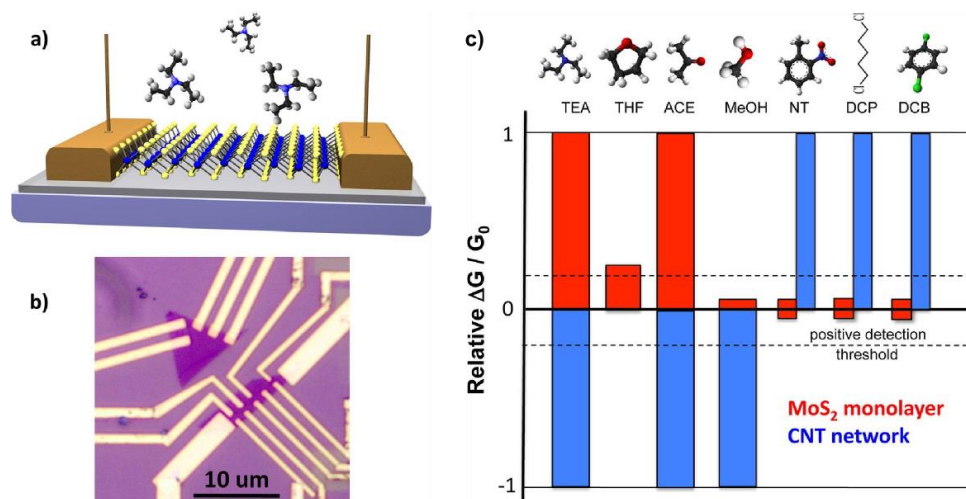 a)
b)
10 um
c)
TEA THF ACE MeOH NT DCP DCB
Cl
Cl
Relative ΔG / G₀
1
0
-1
positive detection
threshold
MoS₂ monolayer
CNT network